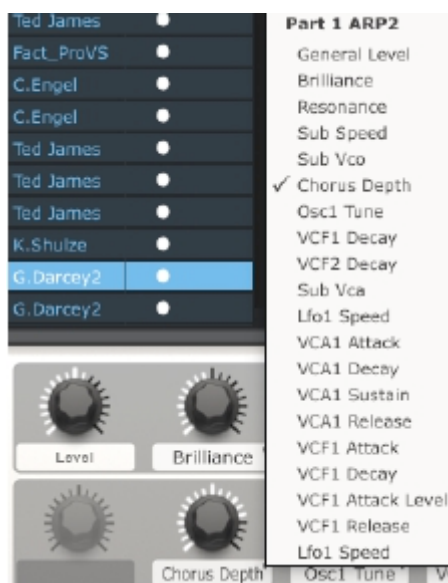 Ted James
Fact_ProVS
C.Engel
C.Engel
Ted James
Ted James
Ted James
K.Shulze
G.Darcey2
G.Darcey2
Part 1 ARP2
General Level
Brilliance
Resonance
Sub Speed
Sub Vco
Chorus Depth
Osc1 Tune
VCF1 Decay
VCF2 Decay
Sub Vca
Lfo1 Speed
VCA1 Attack
VCA1 Decay
VCA1 Sustain
VCA1 Release
VCF1 Attack
VCF1 Decay
VCF1 Attack Level
VCF1 Release
Lfo1 Speed
Level
Brilliance
Chorus Depth
Osc1 Tune